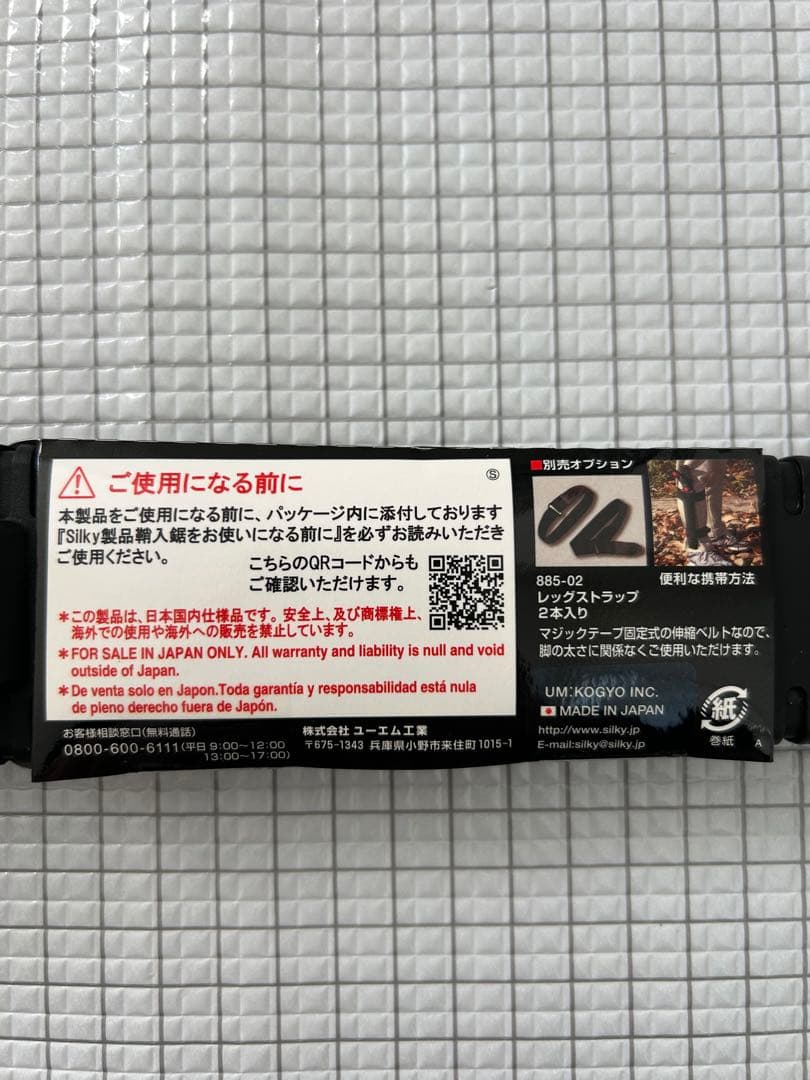 ご使用になる前に
Ⓢ
本製品をご使用になる前に、パッケージ内に添付しております
『Silky製品鞘入鋸をお使いになる前に』を必ずお読みいただき
ご使用ください。
こちらのQRコードからも
ご確認いただけます。
＊この製品は、日本国内仕様品です。安全上、及び商標権上、
海外での使用や海外への販売を禁止しています。
＊FOR SALE IN JAPAN ONLY. All warranty and liability is null and void
outside of Japan.
＊De venta solo en Japon.Toda garantía y responsabilidad está nula
de pleno derecho fuera de Japón.
お客様相談窓口(無料通話)
0800-600-6111(平日 9:00~12:00
13:00~17:00)
株式会社 ユーエム工業
〒675-1343 兵庫県小野市来住町1015-1
■別売オプション
885-02
レッグストラップ
2本入り
便利な携帯方法
マジックテープ固定式の伸縮ベルトなので、
脚の太さに関係なくご使用いただけます。
UM:KOGYO INC.
MADE IN JAPAN
http://www.silky.jp
E-mail:silky@silky.jp
紙
巻紙
A